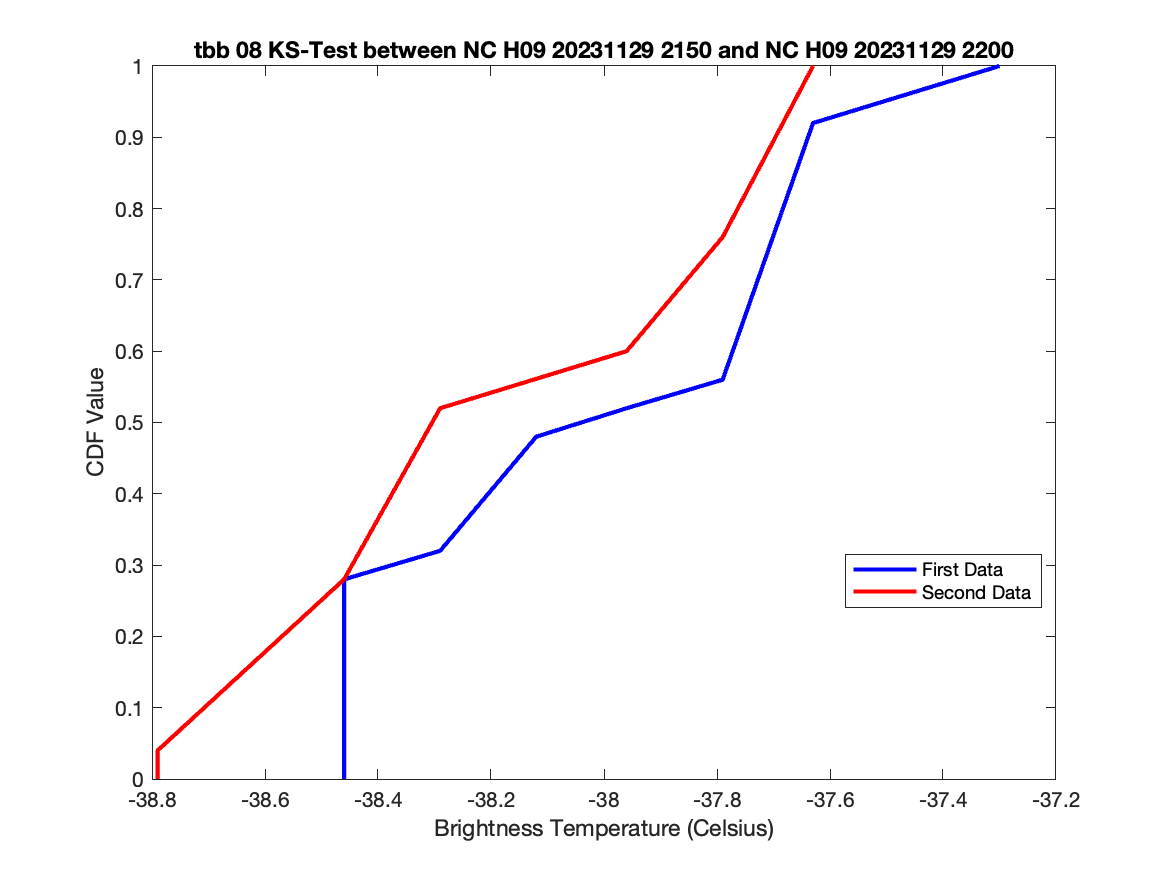 tbb 08 KS-Test between NC H09 20231129 2150 and NC H09 20231129 2200
1
0.9
0.8
0.7
0.6
0.5
0.4
0.3
0.2
0.1
0
CDF Value
First Data
Second Data
-38.8 -38.6 -38.4 -38.2 -38 -37.8 -37.6 -37.4 -37.2
Brightness Temperature (Celsius)